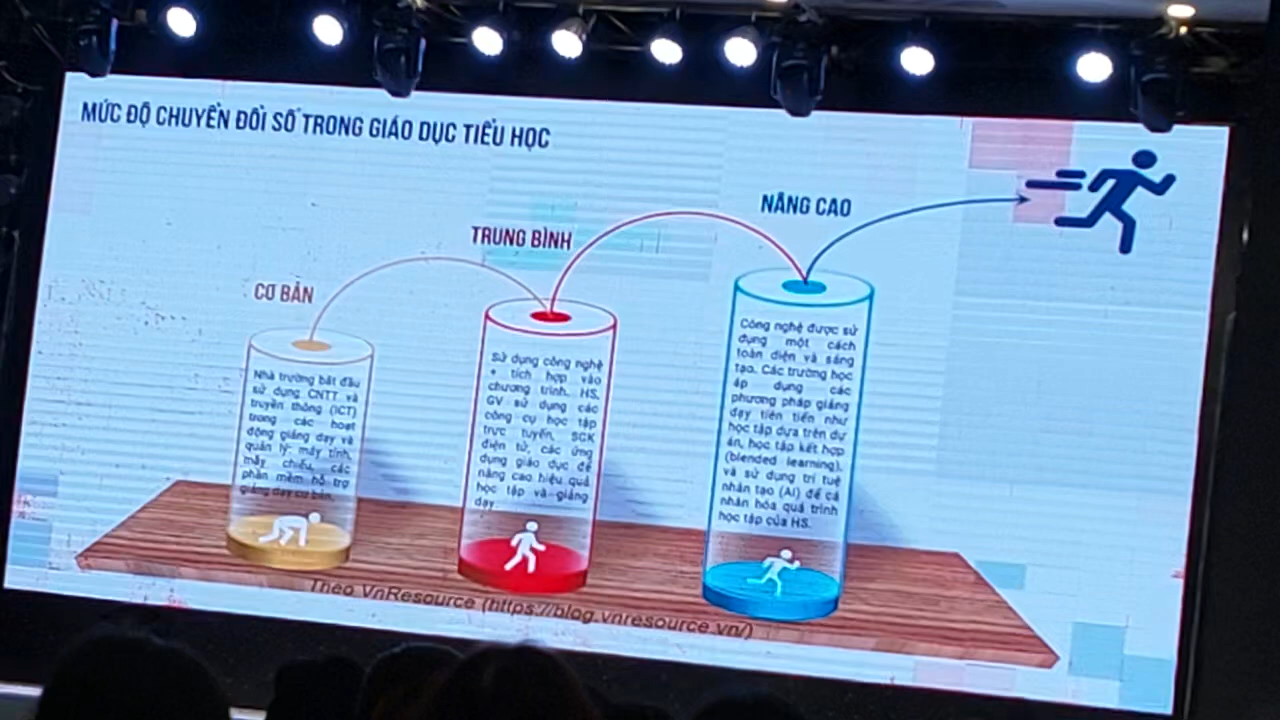 MỨC ĐỘ CHUYỂN ĐỔI SỐ TRONG GIÁO DỤC TIỂU HỌC
CƠ BẢN
Nhà trường bắt đầu
sử dụng CNTT và
truyền thông (ICT)
trong các hoạt
động giảng dạy và
quản lý: máy tính,
máy chiếu, các
phần mềm hỗ trợ
giảng dạy cơ bản.
TRUNG BÌNH
Sử dụng công nghệ
+ tích hợp vào
chương trình. HS,
GV sử dụng các
công cụ học tập
trực tuyến, SGK
điện tử, các ứng
dụng giáo dục để
nâng cao hiệu quả
học tập và giảng
dạy.
NÂNG CAO
Công nghệ được sử
dụng một cách
toàn diện và sáng
tạo. Các trường học
áp dụng các
phương pháp giảng
dạy tiên tiến như
học tập dựa trên dự
án, học tập kết hợp
(blended learning),
và sử dụng trí tuệ
nhân tạo (AI) để cá
nhân hóa quá trình
học tập của HS.
Theo VnResource (https://blog.vnresource.vn/)